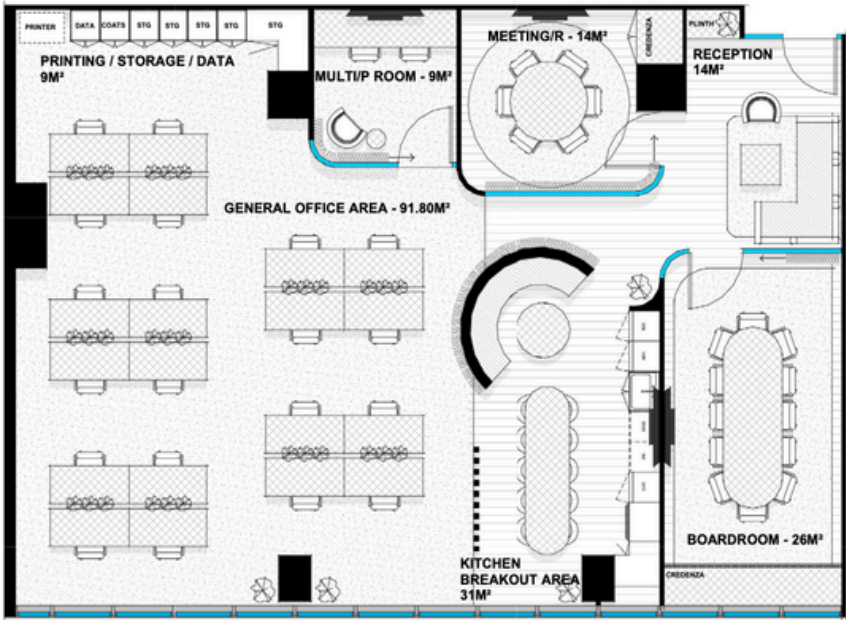 PRINTER
DATA
COATS
STG
STG
STG
STG
STG
PRINTING / STORAGE / DATA
9M²
MULTI/P ROOM - 9M²
MEETING/R - 14M²
CREDENZA
PLINTH
RECEPTION
14M²
GENERAL OFFICE AREA - 91.80M²
KITCHEN
BREAKOUT AREA
31M²
BOARDROOM - 26M²
CREDENZA